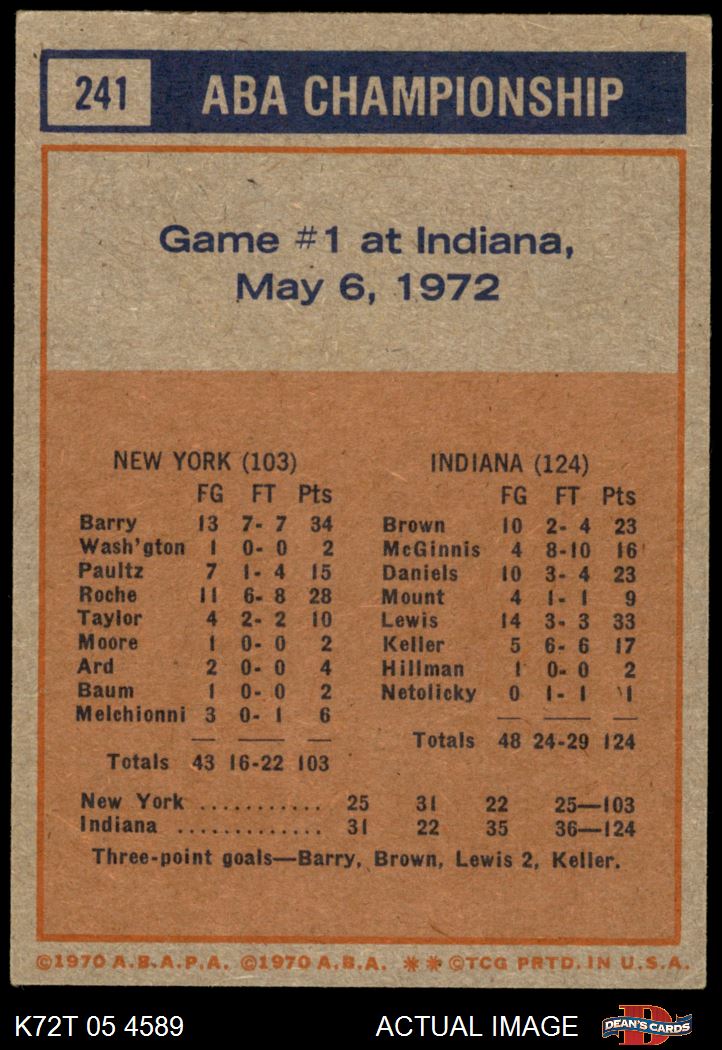 241 ABA CHAMPIONSHIP
Game #1 at Indiana,
May 6, 1972
NEW YORK (103)
FG FT Pts
Barry 13 7- 7 34
Wash'gton 1 0- 0 2
Paultz 7 1- 4 15
Roche 11 6- 8 28
Taylor 4 2- 2 10
Moore 1 0- 0 2
Ard 2 0- 0 4
Baum 1 0- 0 2
Melchionni 3 0- 1 6
Totals 43 16-22 103
INDIANA (124)
FG FT Pts
Brown 10 2- 4 23
McGinnis 4 8-10 16
Daniels 10 3- 4 23
Mount 4 1- 1 9
Lewis 14 3- 3 33
Keller 5 6- 6 17
Hillman 1 0- 0 2
Netolicky 0 1- 1 1
Totals 48 24-29 124
New York ........... 25 31 22 25—103
Indiana ............. 31 22 35 36—124
Three-point goals—Barry, Brown, Lewis 2, Keller.
©1970 A.B.A.P.A. ©1970 A.B.A. ** ©TCG PRTD. IN U.S.A.
K72T 05 4589 ACTUAL IMAGE D DEAN'S CARDS